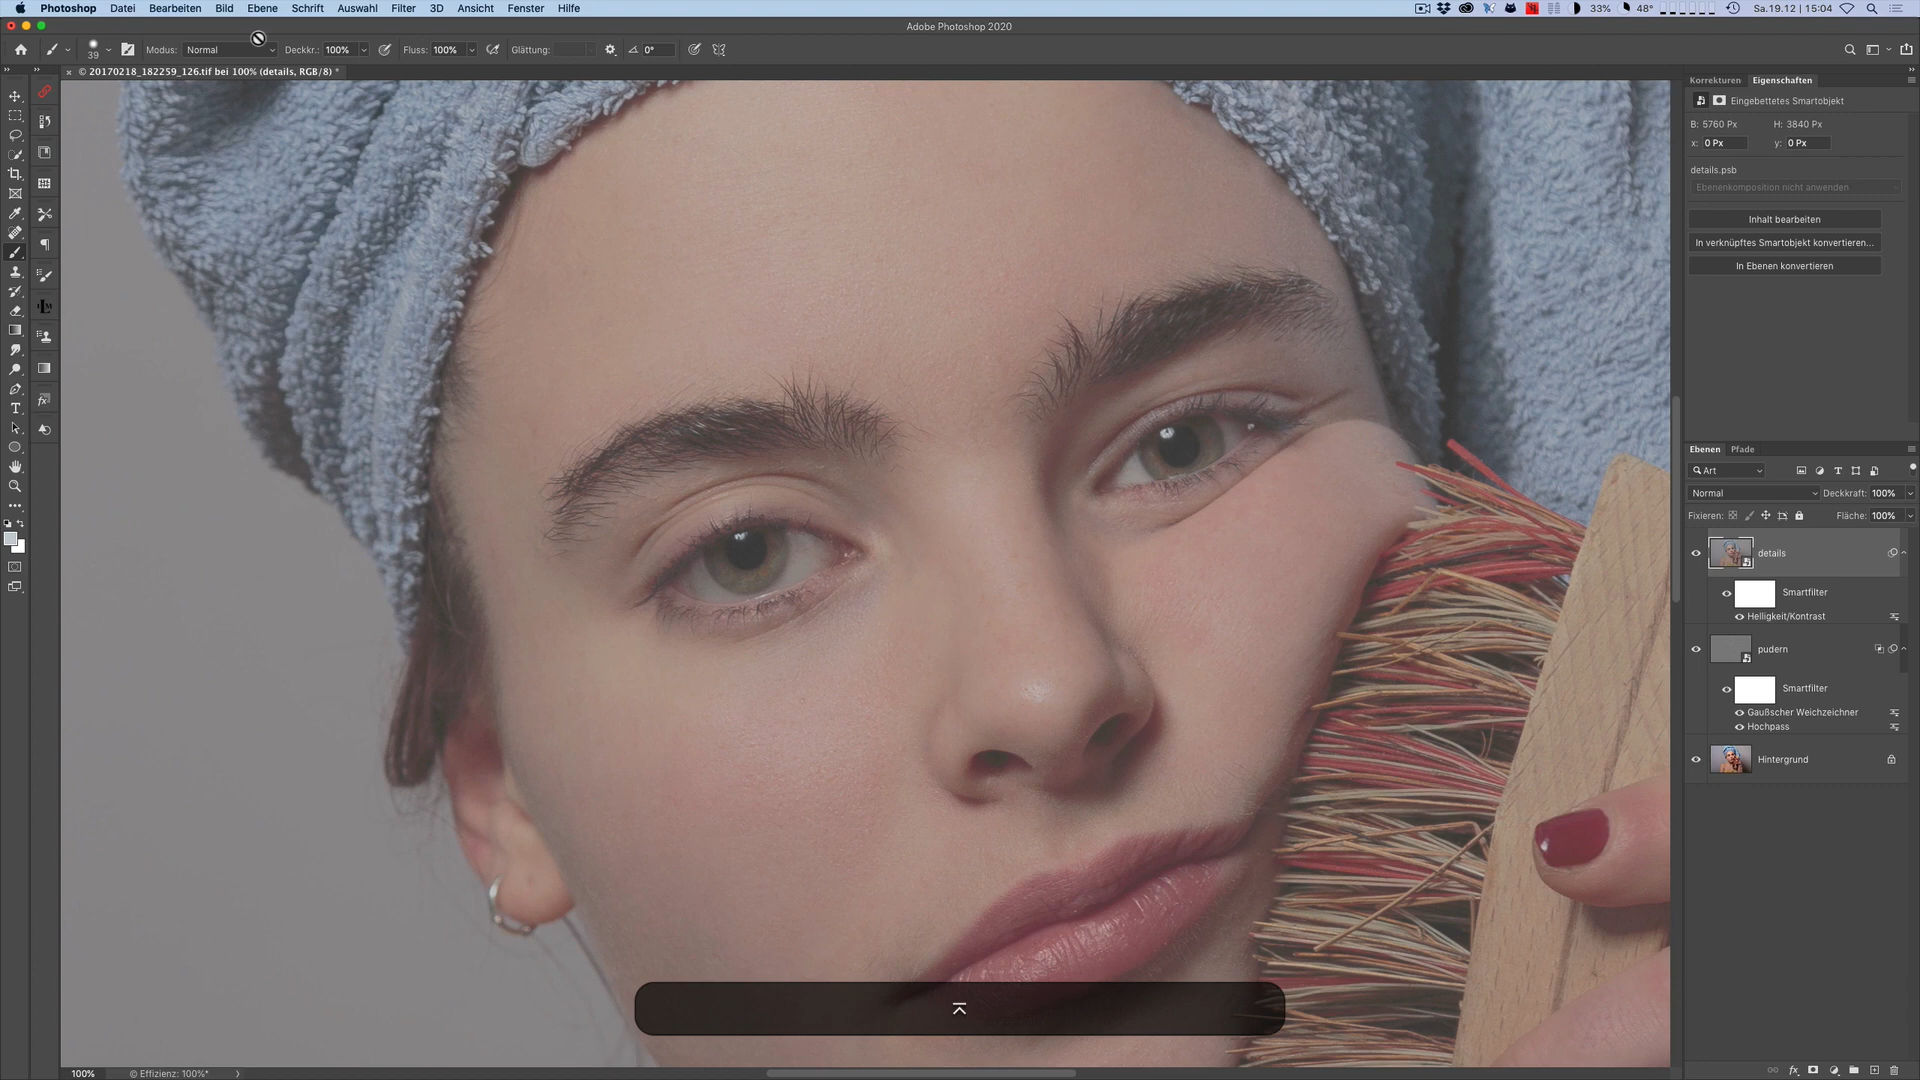 Photoshop Datei Bearbeiten Bild Ebene Schrift Auswahl Filter 3D Ansicht Fenster Hilfe
33% 48° Sa.19.12 | 15:04
Adobe Photoshop 2020
39 Modus: Normal Deckkr.: 100% Fluss: 100% Glättung: 0°
© 20170218_182259_126.tif bei 100% (details, RGB/8) *
Korrekturen Eigenschaften
Eingebettetes Smartobjekt
B: 5760 Px H: 3840 Px
x: 0 Px y: 0 Px
details.psb
Ebenenkomposition nicht anwenden
Inhalt bearbeiten
In verknüpftes Smartobjekt konvertieren...
In Ebenen konvertieren
Ebenen Pfade
Art
Normal Deckkraft: 100%
Fixieren: Fläche: 100%
details
Smartfilter
Helligkeit/Kontrast
pudern
Smartfilter
Gaußscher Weichzeichner
Hochpass
Hintergrund
100% © Effizienz: 100%*